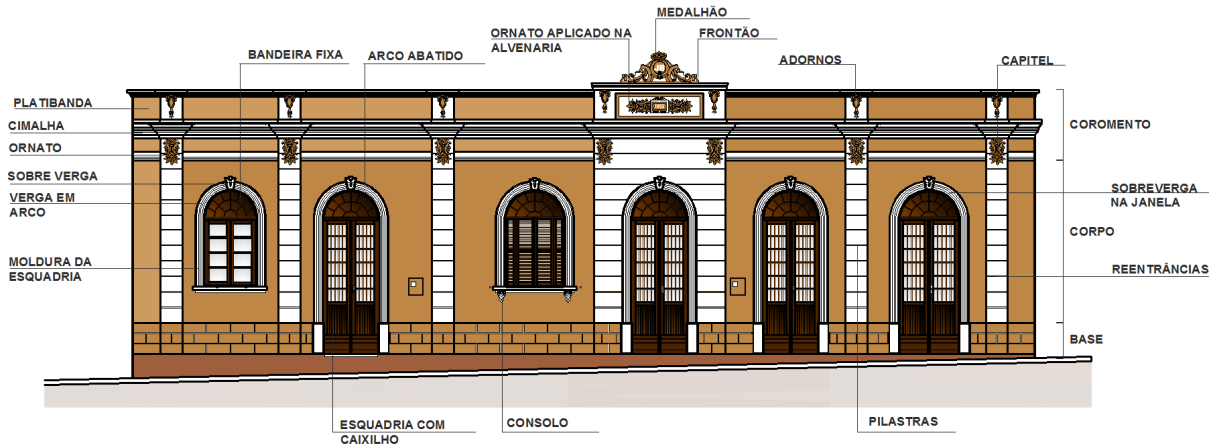 MEDALHÃO
ORNATO APLICADO NA
ALVENARIA
FRONTÃO
BANDEIRA FIXA
ARCO ABATIDO
ADORNOS
CAPITEL
PLATIBANDA
CIMALHA
ORNATO
SOBRE VERGA
VERGA EM
ARCO
MOLDURA DA
ESQUADRIA
COROMENTO
SOBREVERGA
NA JANELA
CORPO
REENTRÂNCIAS
BASE
ESQUADRIA COM
CAIXILHO
CONSOLO
PILASTRAS